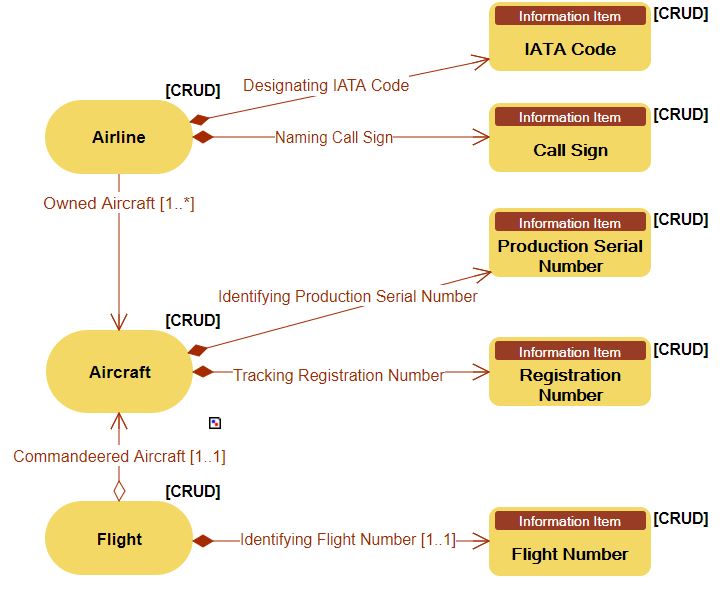 Information Item
[CRUD]
IATA Code
[CRUD]
Designating IATA Code
Information Item
[CRUD]
Airline
Naming Call Sign
Call Sign
Owned Aircraft [1..*]
Information Item
[CRUD]
Production Serial
Number
Identifying Production Serial Number
[CRUD]
Information Item
[CRUD]
Aircraft
Tracking Registration Number
Registration
Number
Commandeered Aircraft [1..1]
[CRUD]
Information Item
[CRUD]
Flight
Identifying Flight Number [1..1]
Flight Number